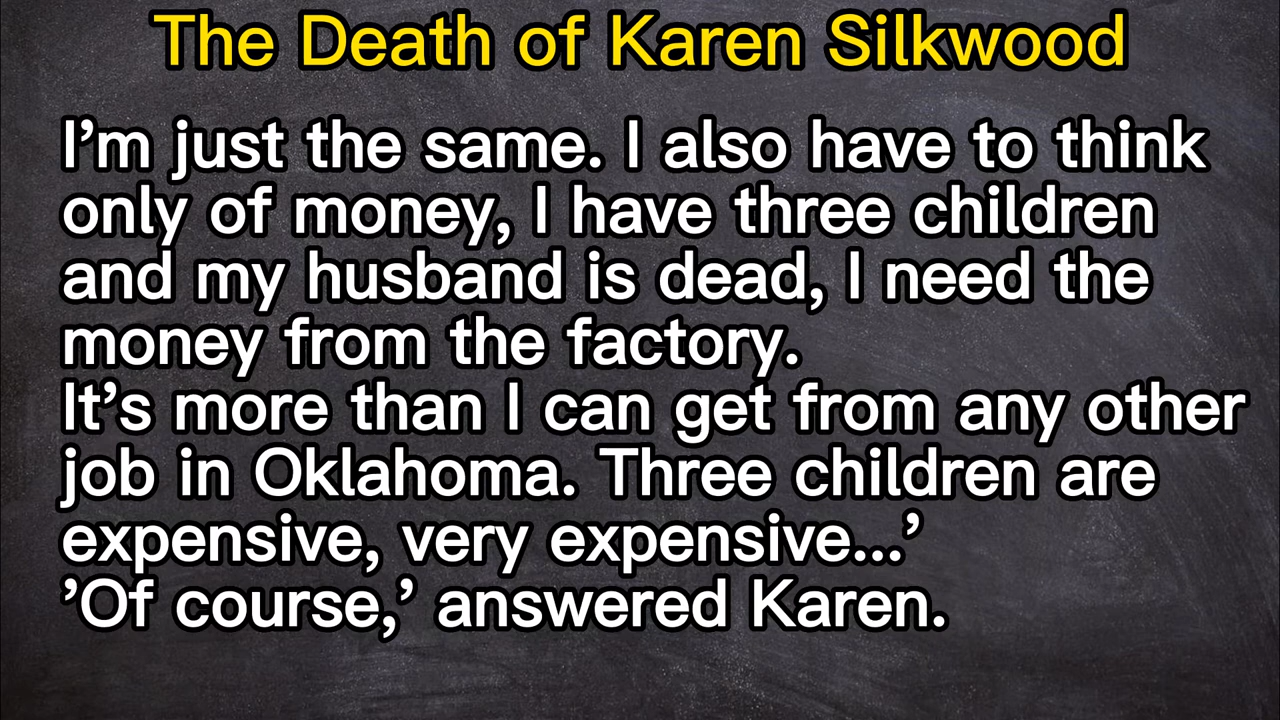 The Death of Karen Silkwood
I’m just the same. I also have to think
only of money, I have three children
and my husband is dead, I need the
money from the factory.
It’s more than I can get from any other
job in Oklahoma. Three children are
expensive, very expensive...’
’Of course,’ answered Karen.